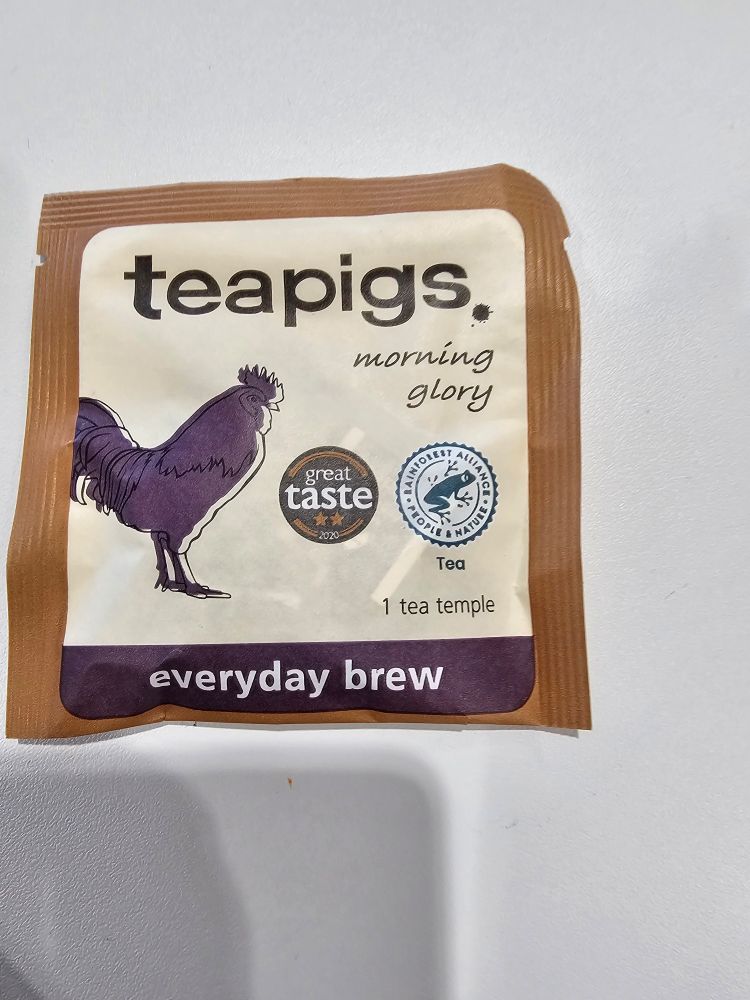 teapigs.
morning
glory
great
taste
2020
RAINFOREST ALLIANCE
PEOPLE & NATURE
Tea
1 tea temple
everyday brew